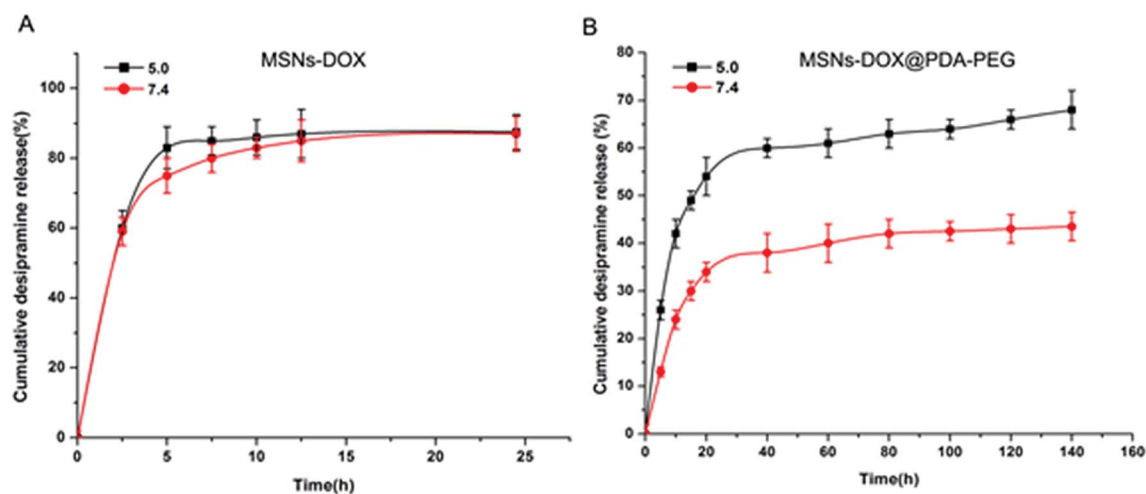 A
MSNs-DOX
5.0
7.4
Cumulative desipramine release(%)
100
80
60
40
20
0
0 5 10 15 20 25
Time(h)
B
MSNs-DOX@PDA-PEG
5.0
7.4
Cumulative desipramine release (%)
80
70
60
50
40
30
20
10
0
0 20 40 60 80 100 120 140 160
Time(h)